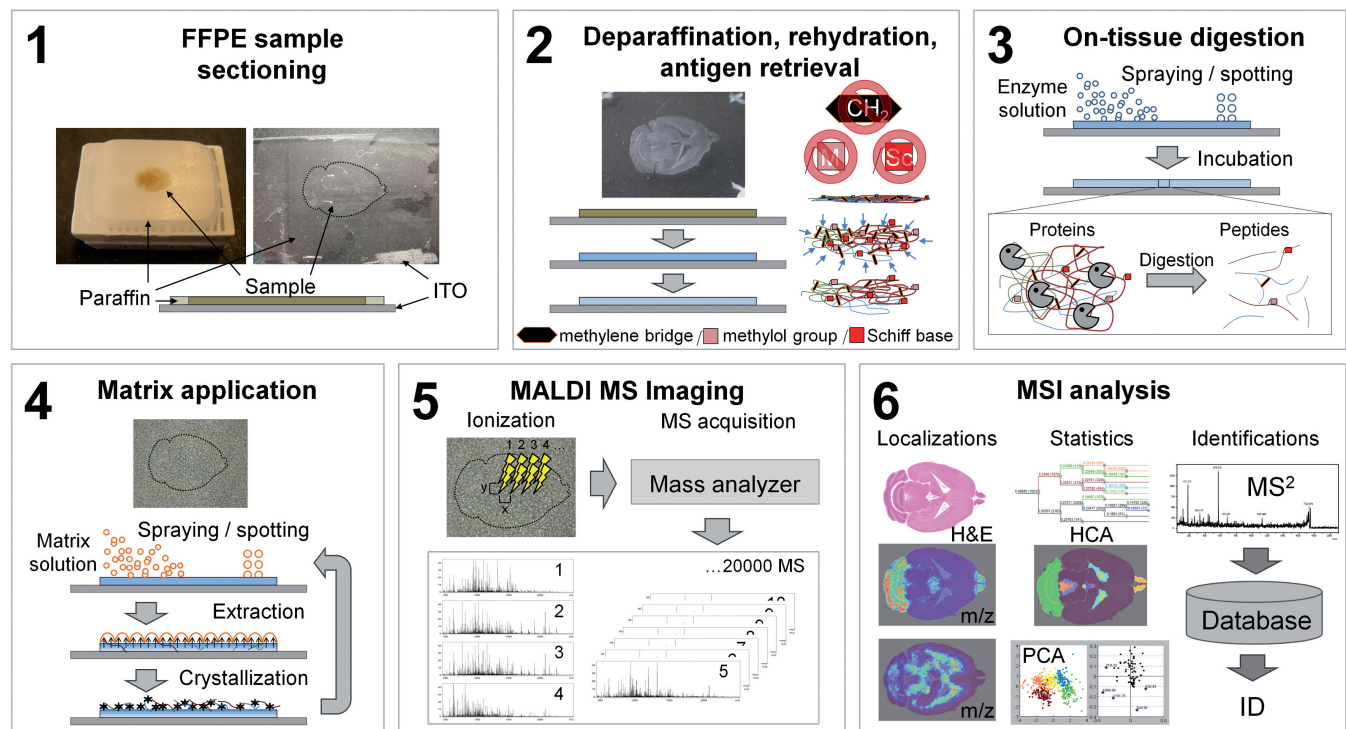 1
FFPE sample
sectioning
Paraffin
Sample
ITO
2
Deparaffination, rehydration,
antigen retrieval
CH2
M
Sc
methylene bridge / methylol group / Schiff base
3
On-tissue digestion
Enzyme
solution
Spraying / spotting
Incubation
Proteins
Peptides
Digestion
4
Matrix application
Spraying / spotting
Matrix
solution
Extraction
Crystallization
5
MALDI MS Imaging
Ionization
MS acquisition
1 2 3 4 ...
y
x
Mass analyzer
...20000 MS
1
2
3
4
5
6
MSI analysis
Localizations
Statistics
Identifications
H&E
HCA
MS²
m/z
Database
m/z
PCA
ID